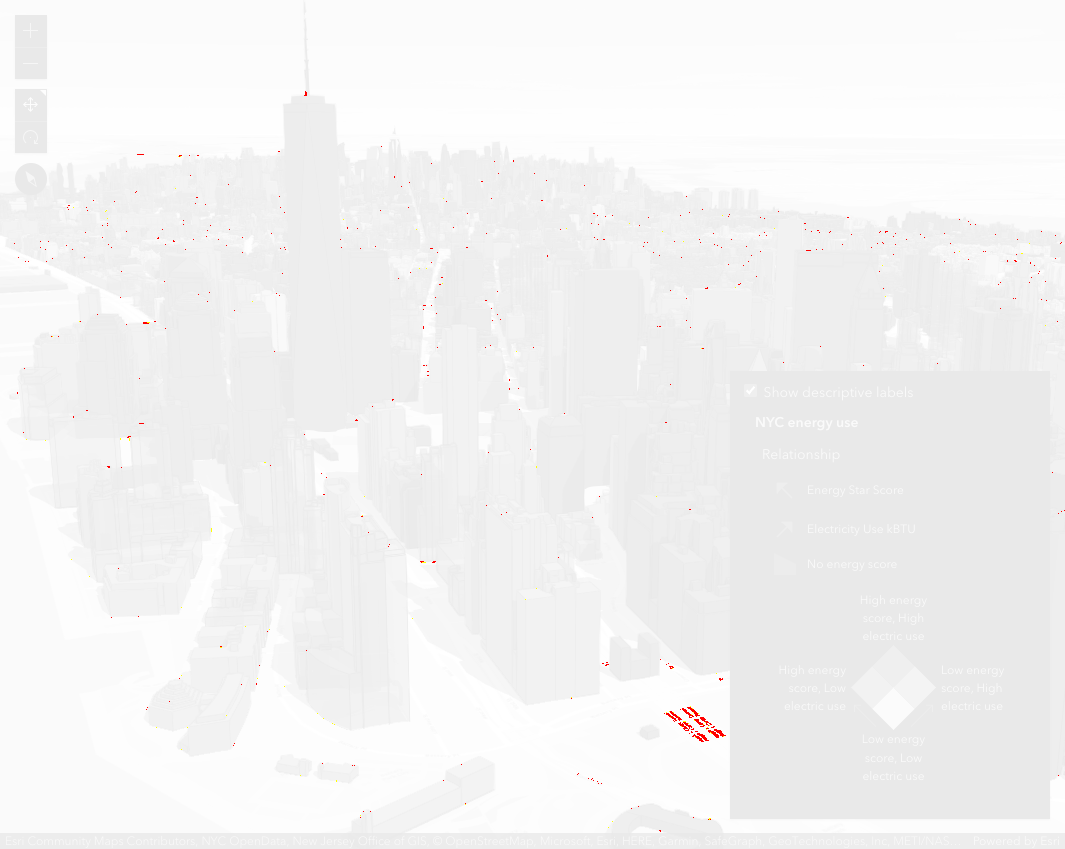 Show descriptive labels
NYC energy use
Relationship
Energy Star Score
Electricity Use kBTU
No energy score
High energy
score, High
electric use
High energy
score, Low
electric use
Low energy
score, High
electric use
Low energy
score, Low
electric use
Esri Community Maps Contributors, NYC OpenData, New Jersey Office of GIS, © OpenStreetMap, Microsoft, Esri, HERE, Garmin, SafeGraph, GeoTechnologies, Inc, METI/NAS... Powered by Esri